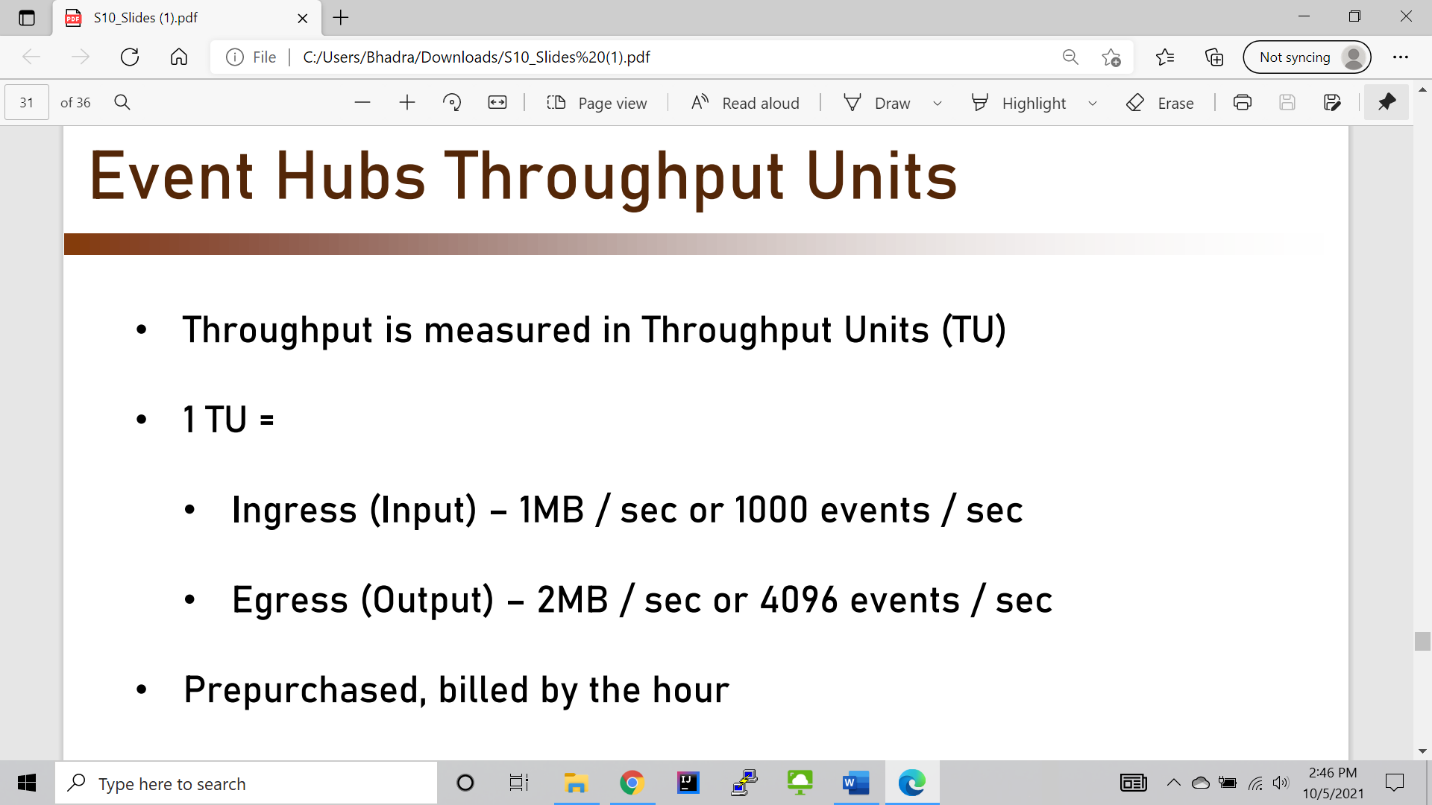 S10_Slides (1).pdf
File C:/Users/Bhadra/Downloads/S10_Slides%20(1).pdf Not syncing
31 of 36 Page view Read aloud Draw Highlight Erase
Event Hubs Throughput Units
• Throughput is measured in Throughput Units (TU)
• 1 TU =
• Ingress (Input) – 1MB / sec or 1000 events / sec
• Egress (Output) – 2MB / sec or 4096 events / sec
• Prepurchased, billed by the hour
Type here to search
2:46 PM
10/5/2021